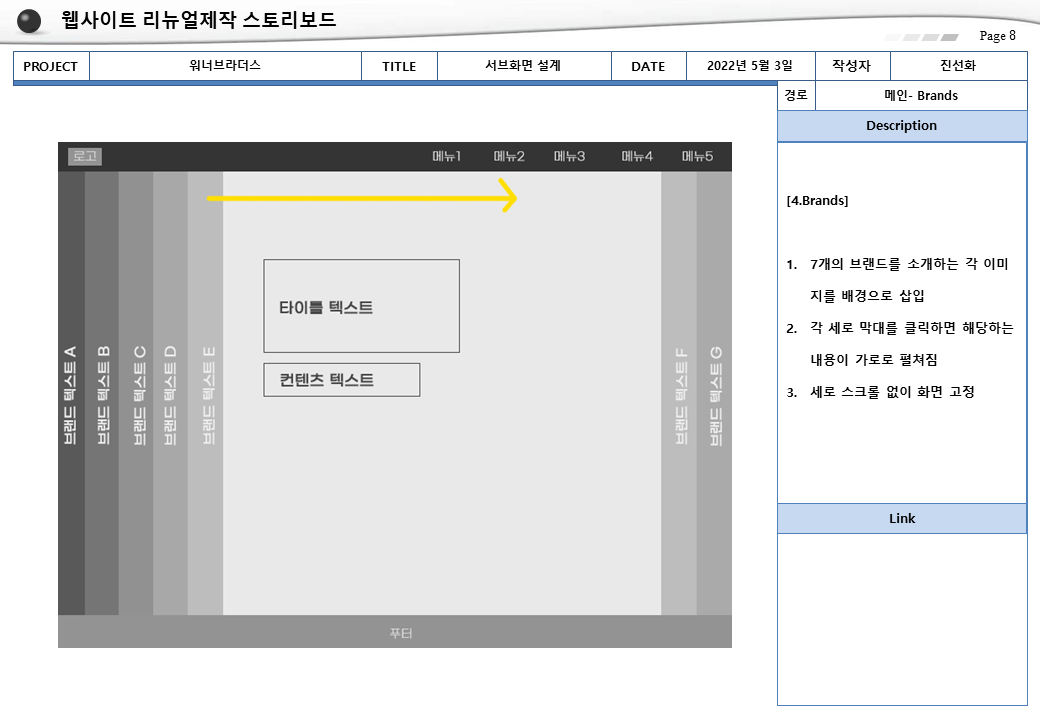 웹사이트 리뉴얼제작 스토리보드
Page 8
PROJECT 워너브라더스 TITLE 서브화면 설계 DATE 2022년 5월 3일 작성자 진선화
경로 메인- Brands
Description
로고 메뉴1 메뉴2 메뉴3 메뉴4 메뉴5
브랜드 텍스트 A
브랜드 텍스트 B
브랜드 텍스트 C
브랜드 텍스트 D
브랜드 텍스트 E
타이틀 텍스트
컨텐츠 텍스트
브랜드 텍스트 F
브랜드 텍스트 G
푸터
[4.Brands]
1. 7개의 브랜드를 소개하는 각 이미
지를 배경으로 삽입
2. 각 세로 막대를 클릭하면 해당하는
내용이 가로로 펼쳐짐
3. 세로 스크롤 없이 화면 고정
Link